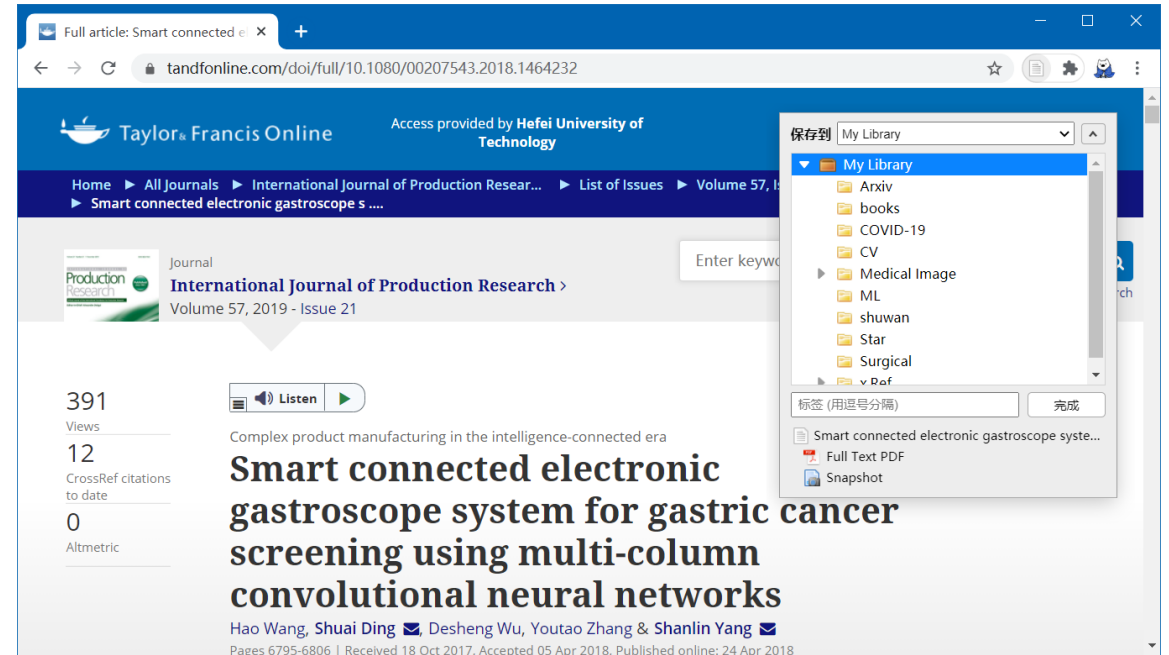 Full article: Smart connected el
tandfonline.com/doi/full/10.1080/00207543.2018.1464232
Taylor & Francis Online
Access provided by Hefei University of
Technology
Home ▶ All Journals ▶ International Journal of Production Resear... ▶ List of Issues ▶ Volume 57, I
▶ Smart connected electronic gastroscope s ....
Production
Research
Journal
International Journal of Production Research >
Volume 57, 2019 - Issue 21
Enter keywo
ch
391
Views
12
CrossRef citations
to date
0
Altmetric
Listen
Complex product manufacturing in the intelligence-connected era
Smart connected electronic
gastroscope system for gastric cancer
screening using multi-column
convolutional neural networks
Hao Wang, Shuai Ding, Desheng Wu, Youtao Zhang & Shanlin Yang
Pages 6795-6806 | Received 18 Oct 2017, Accepted 05 Apr 2018, Published online: 24 Apr 2018
保存到 My Library
My Library
Arxiv
books
COVID-19
CV
Medical Image
ML
shuwan
Star
Surgical
x Ref
标签 (用逗号分隔)
完成
Smart connected electronic gastroscope syste...
Full Text PDF
Snapshot